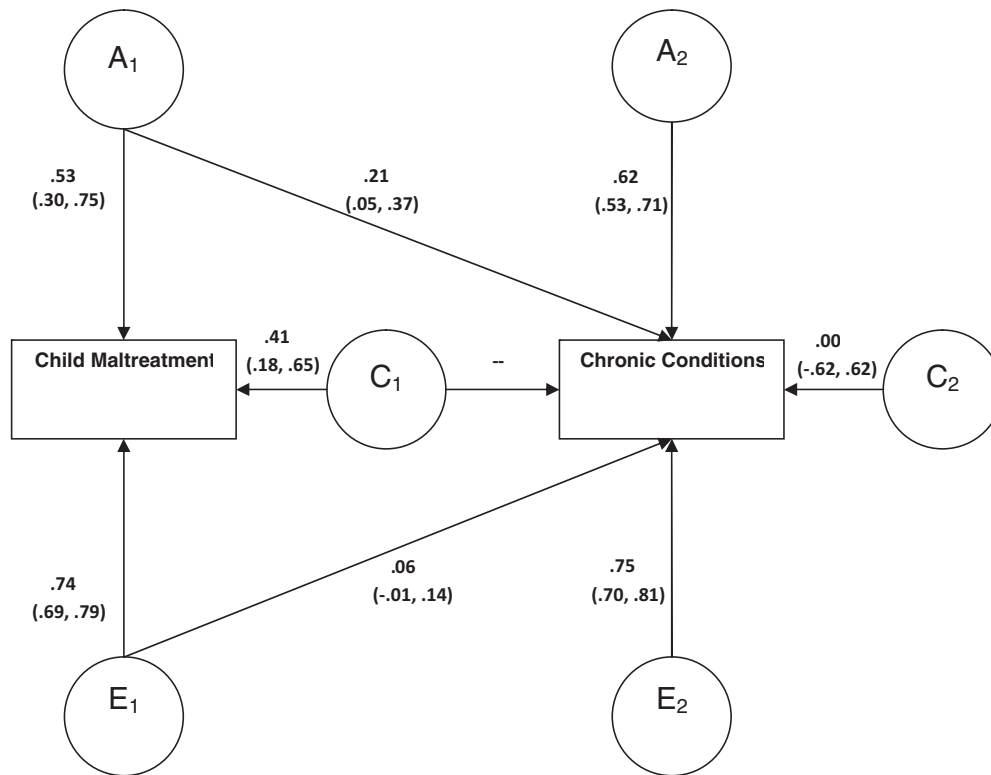 A₁
A₂
.53
(.30, .75)
.21
(.05, .37)
.62
(.53, .71)
Child Maltreatment
.41
(.18, .65)
C₁
--
Chronic Conditions
.00
(-.62, .62)
C₂
.74
(.69, .79)
.06
(-.01, .14)
.75
(.70, .81)
E₁
E₂